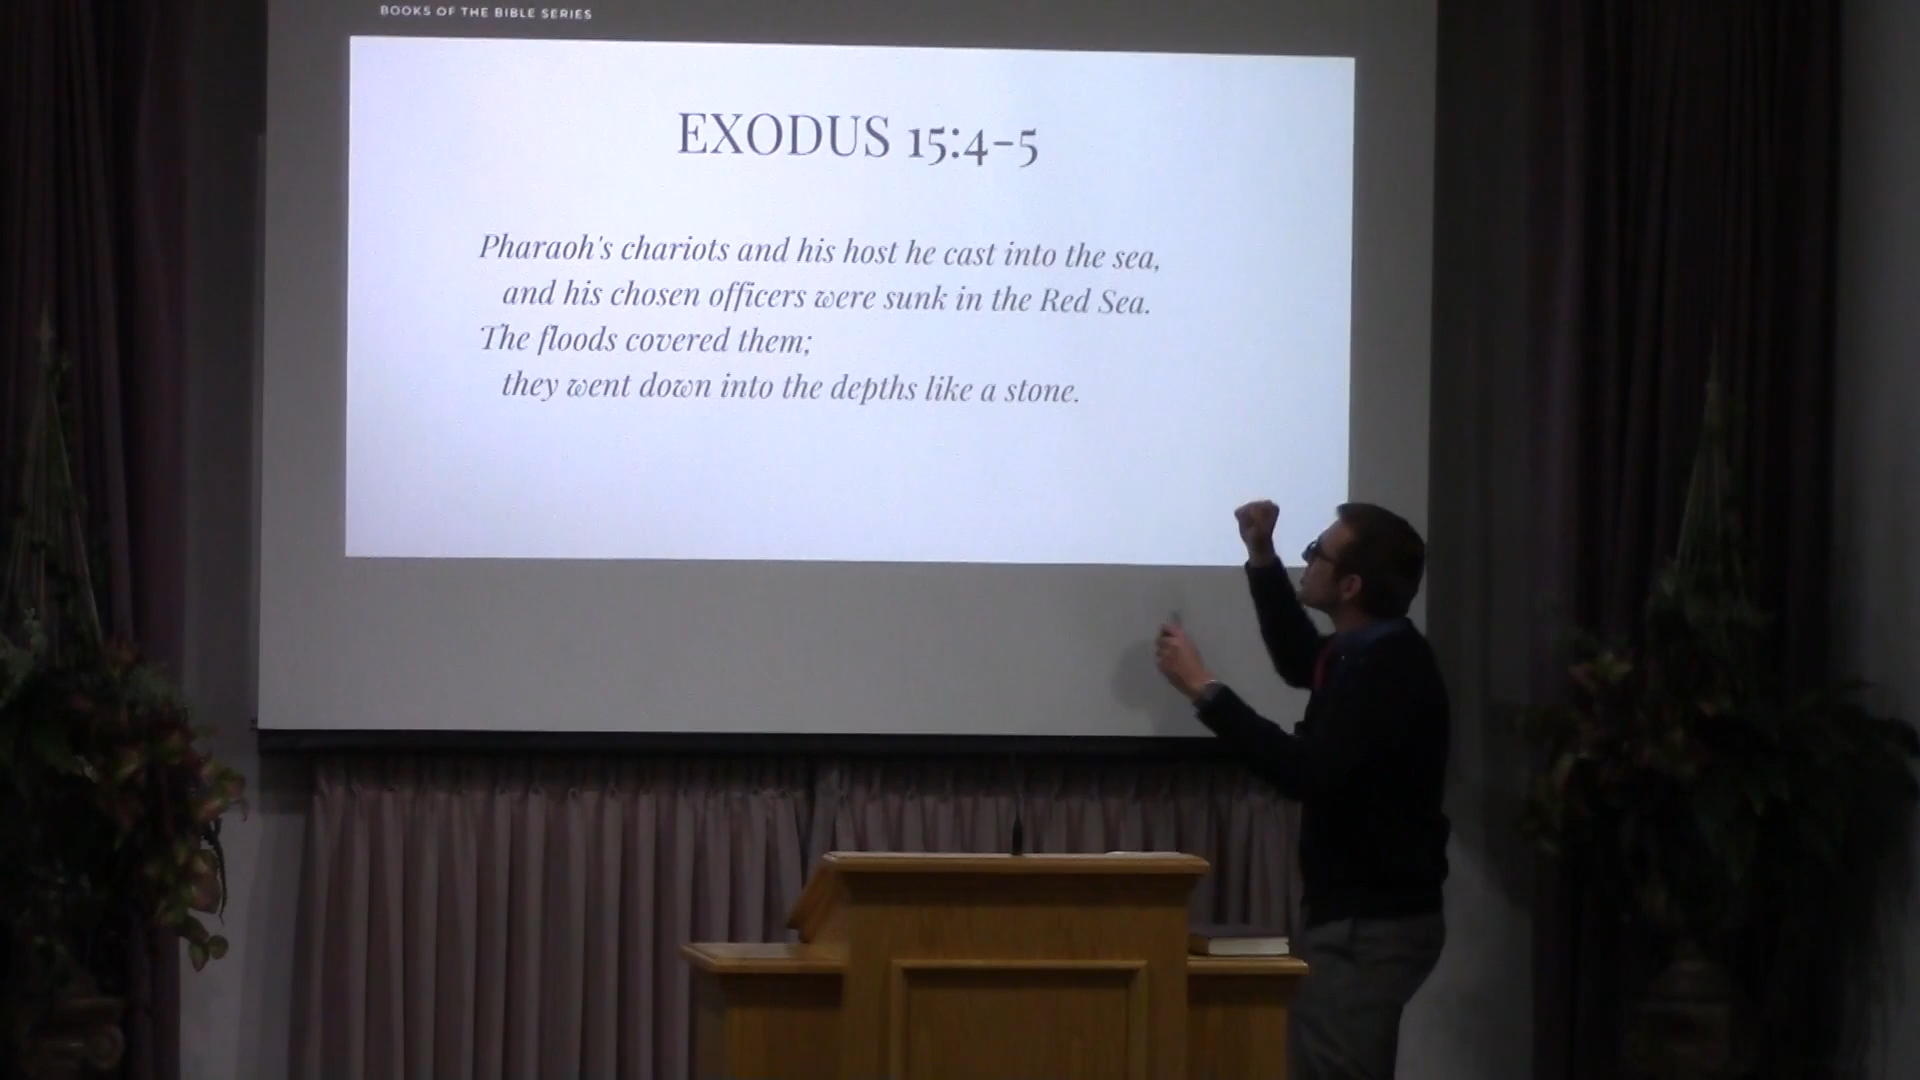 BOOKS OF THE BIBLE SERIES
EXODUS 15:4-5
Pharaoh's chariots and his host he cast into the sea,
and his chosen officers were sunk in the Red Sea.
The floods covered them;
they went down into the depths like a stone.